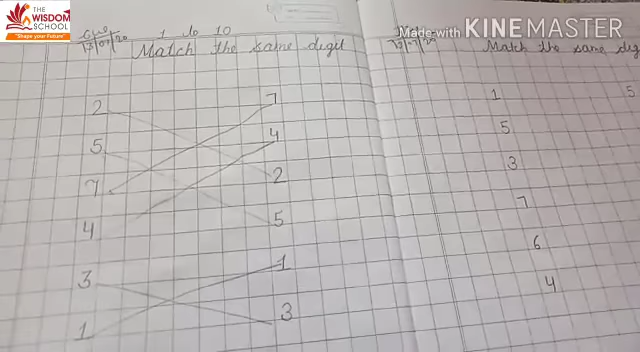 THE
WISDOM
SCHOOL
"Shape your Future"
1 to 10
Match the same digit
2 7
5 4
7 2
4 5
3 1
1 3
Made with KINEMASTER
Match the same dig
1 5
5
3
7
6
4